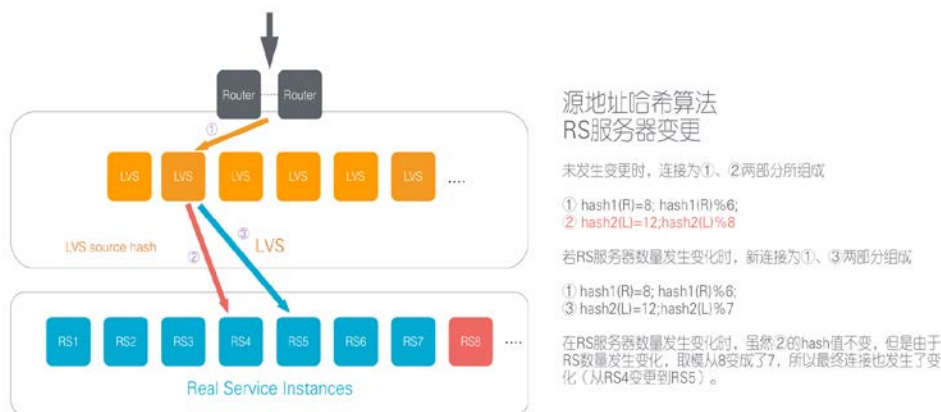 Router
Router
①
LVS
LVS
LVS
LVS
LVS
LVS
....
LVS source hash
②
③
LVS
RS1
RS2
RS3
RS4
RS5
RS6
RS7
RS8
....
Real Service Instances
源地址哈希算法
RS服务器变更
未发生变更时，连接为①、②两部分所组成
① hash1(R)=8; hash1(R)%6;
② hash2(L)=12;hash2(L)%8
若RS服务器数量发生变化时，新连接为①、③两部分组成
① hash1(R)=8; hash1(R)%6;
③ hash2(L)=12;hash2(L)%7
在RS服务器数量发生变化时，虽然②的hash值不变，但是由于
RS数量发生变化，取模从8变成了7，所以最终连接也发生了变
化（从RS4变更到RS5）。